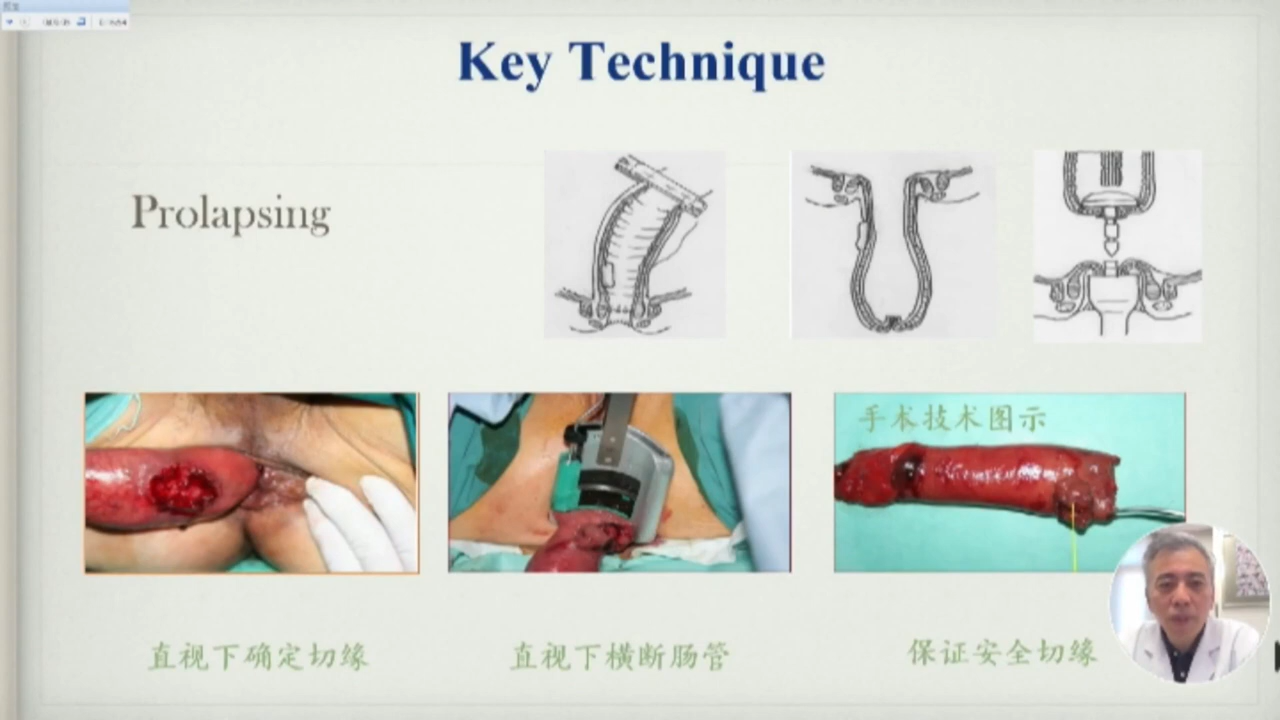 Key Technique
Prolapsing
手术技术图示
直视下确定切缘
直视下横断肠管
保证安全切缘